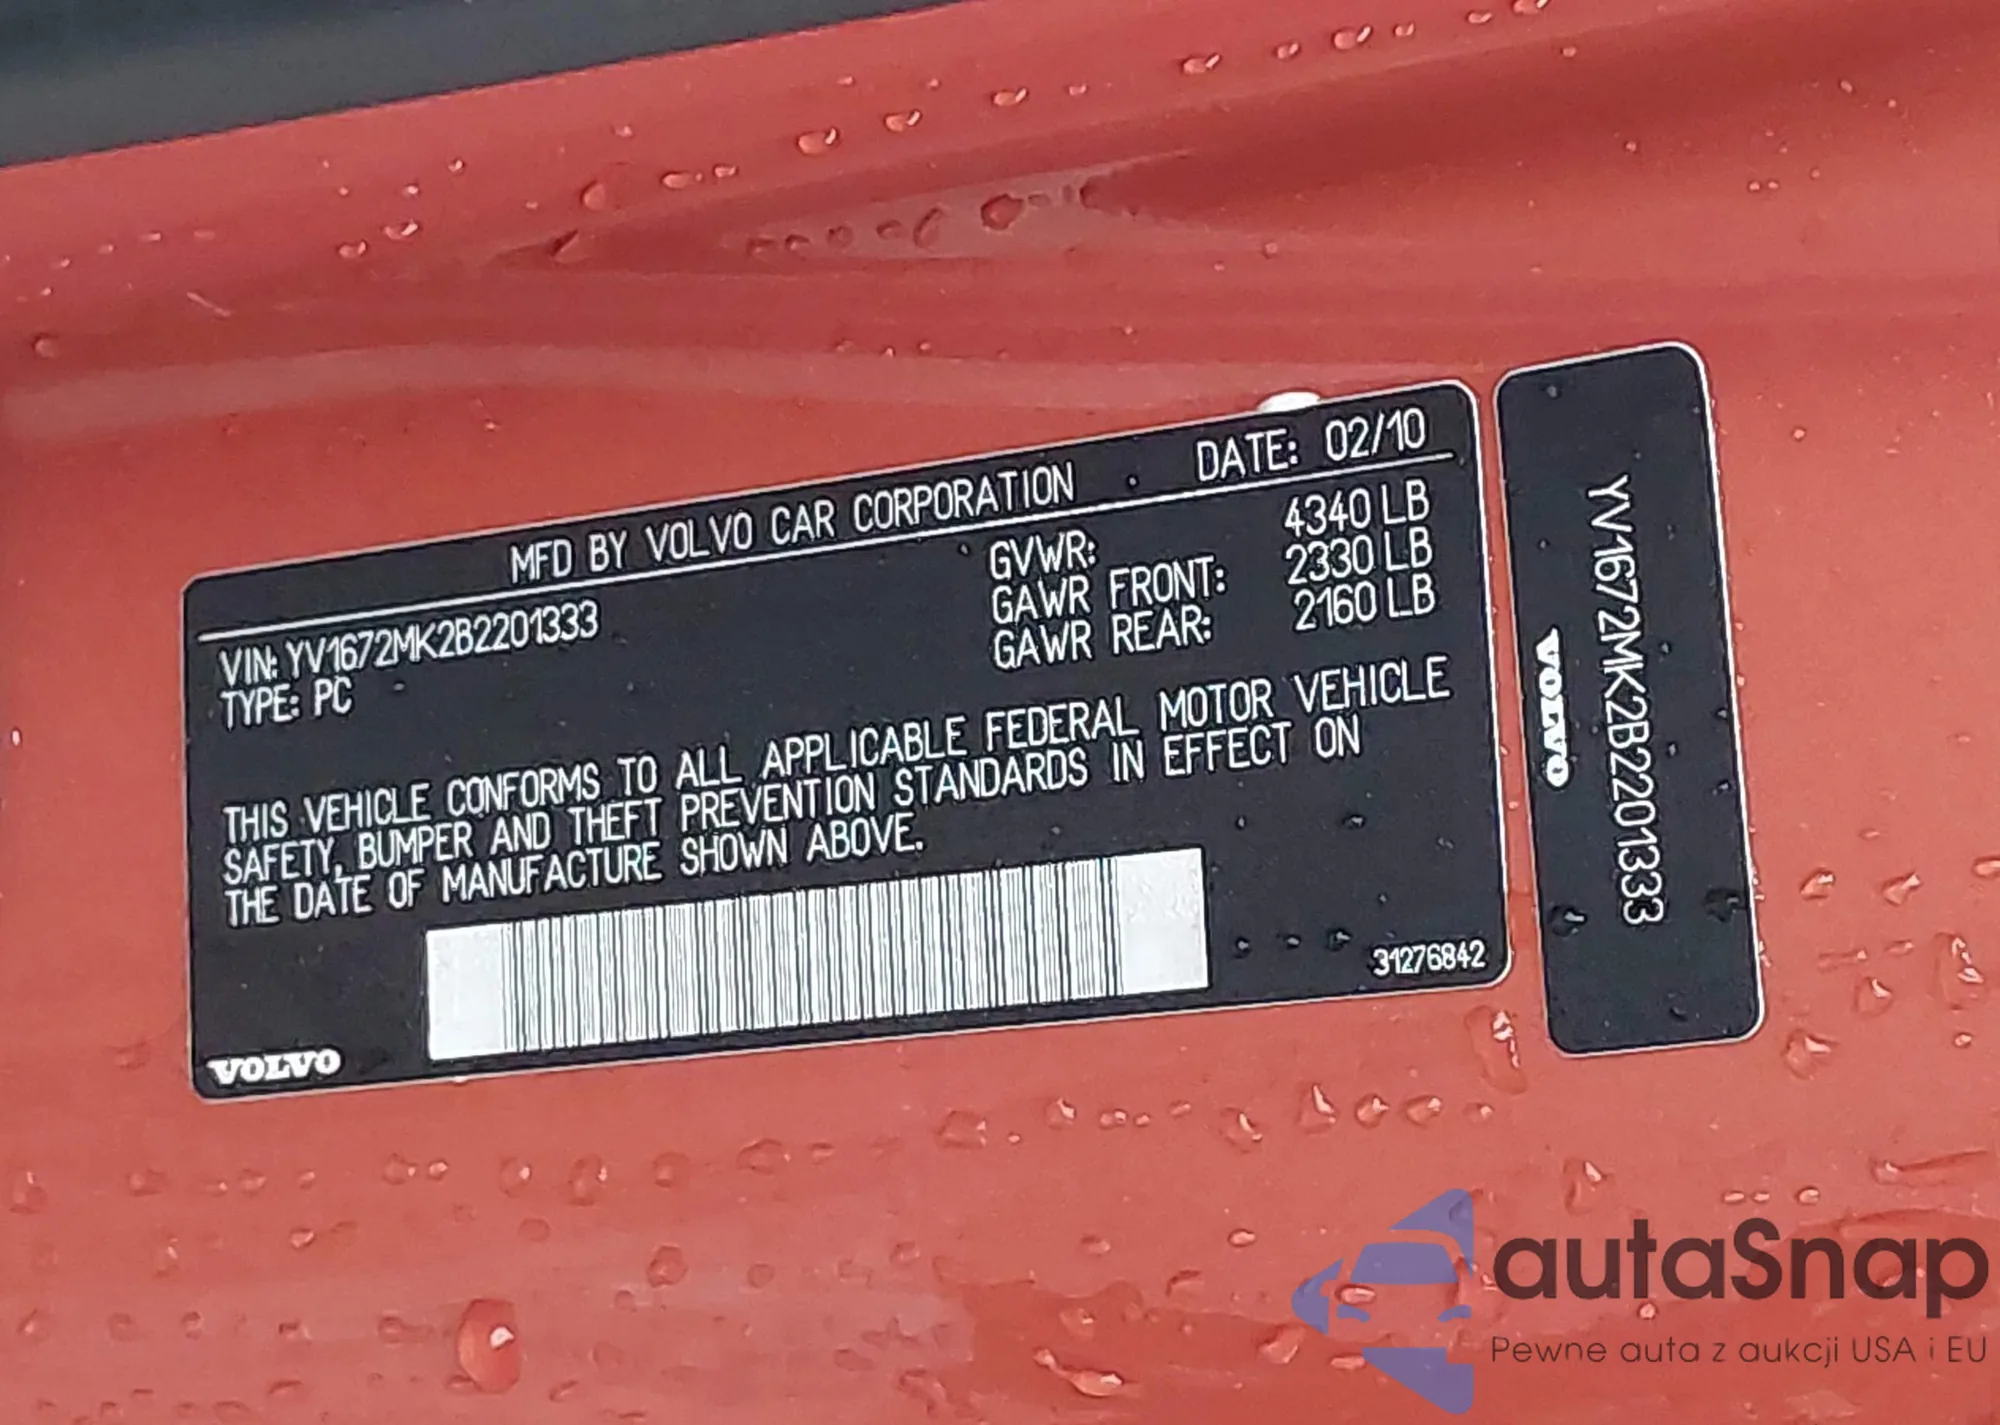 MFD BY VOLVO CAR CORPORATION DATE: 02/10
VIN: YV1672MK2B2201333
TYPE: PC
GVWR: 4340 LB
GAWR FRONT: 2330 LB
GAWR REAR: 2160 LB
THIS VEHICLE CONFORMS TO ALL APPLICABLE FEDERAL MOTOR VEHICLE
SAFETY, BUMPER AND THEFT PREVENTION STANDARDS IN EFFECT ON
THE DATE OF MANUFACTURE SHOWN ABOVE.
31276842
VOLVO
YV1672MK2B2201333
VOLVO
autaSnap
Pewne auta z aukcji USA i EU